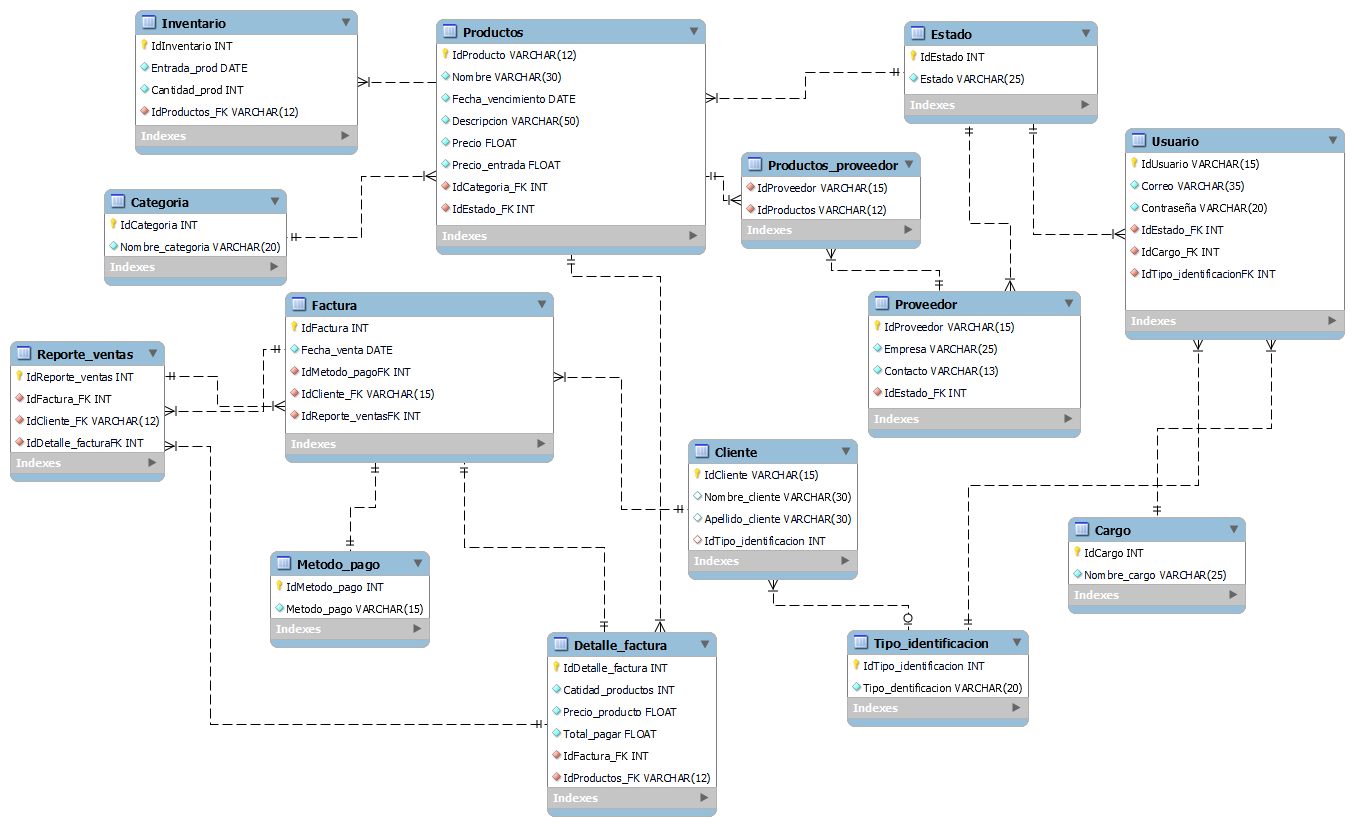 Inventario
IdInventario INT
Entrada_prod DATE
Cantidad_prod INT
IdProductos_FK VARCHAR(12)
Indexes
Productos
IdProducto VARCHAR(12)
Nombre VARCHAR(30)
Fecha_vencimiento DATE
Descripcion VARCHAR(50)
Precio FLOAT
Precio_entrada FLOAT
IdCategoria_FK INT
IdEstado_FK INT
Indexes
Estado
IdEstado INT
Estado VARCHAR(25)
Indexes
Usuario
IdUsuario VARCHAR(15)
Correo VARCHAR(35)
Contraseña VARCHAR(20)
IdEstado_FK INT
IdCargo_FK INT
IdTipo_identificacionFK INT
Indexes
Productos_proveedor
IdProveedor VARCHAR(15)
IdProductos VARCHAR(12)
Indexes
Categoria
IdCategoria INT
Nombre_categoria VARCHAR(20)
Indexes
Factura
IdFactura INT
Fecha_venta DATE
IdMetodo_pagoFK INT
IdCliente_FK VARCHAR(15)
IdReporte_ventasFK INT
Indexes
Proveedor
IdProveedor VARCHAR(15)
Empresa VARCHAR(25)
Contacto VARCHAR(13)
IdEstado_FK INT
Indexes
Reporte_ventas
IdReporte_ventas INT
IdFactura_FK INT
IdCliente_FK VARCHAR(12)
IdDetalle_facturaFK INT
Indexes
Cliente
IdCliente VARCHAR(15)
Nombre_cliente VARCHAR(30)
Apellido_cliente VARCHAR(30)
IdTipo_identificacion INT
Indexes
Cargo
IdCargo INT
Nombre_cargo VARCHAR(25)
Indexes
Metodo_pago
IdMetodo_pago INT
Metodo_pago VARCHAR(15)
Indexes
Detalle_factura
IdDetalle_factura INT
Catidad_productos INT
Precio_producto FLOAT
Total_pagar FLOAT
IdFactura_FK INT
IdProductos_FK VARCHAR(12)
Indexes
Tipo_identificacion
IdTipo_identificacion INT
Tipo_dentificacion VARCHAR(20)
Indexes